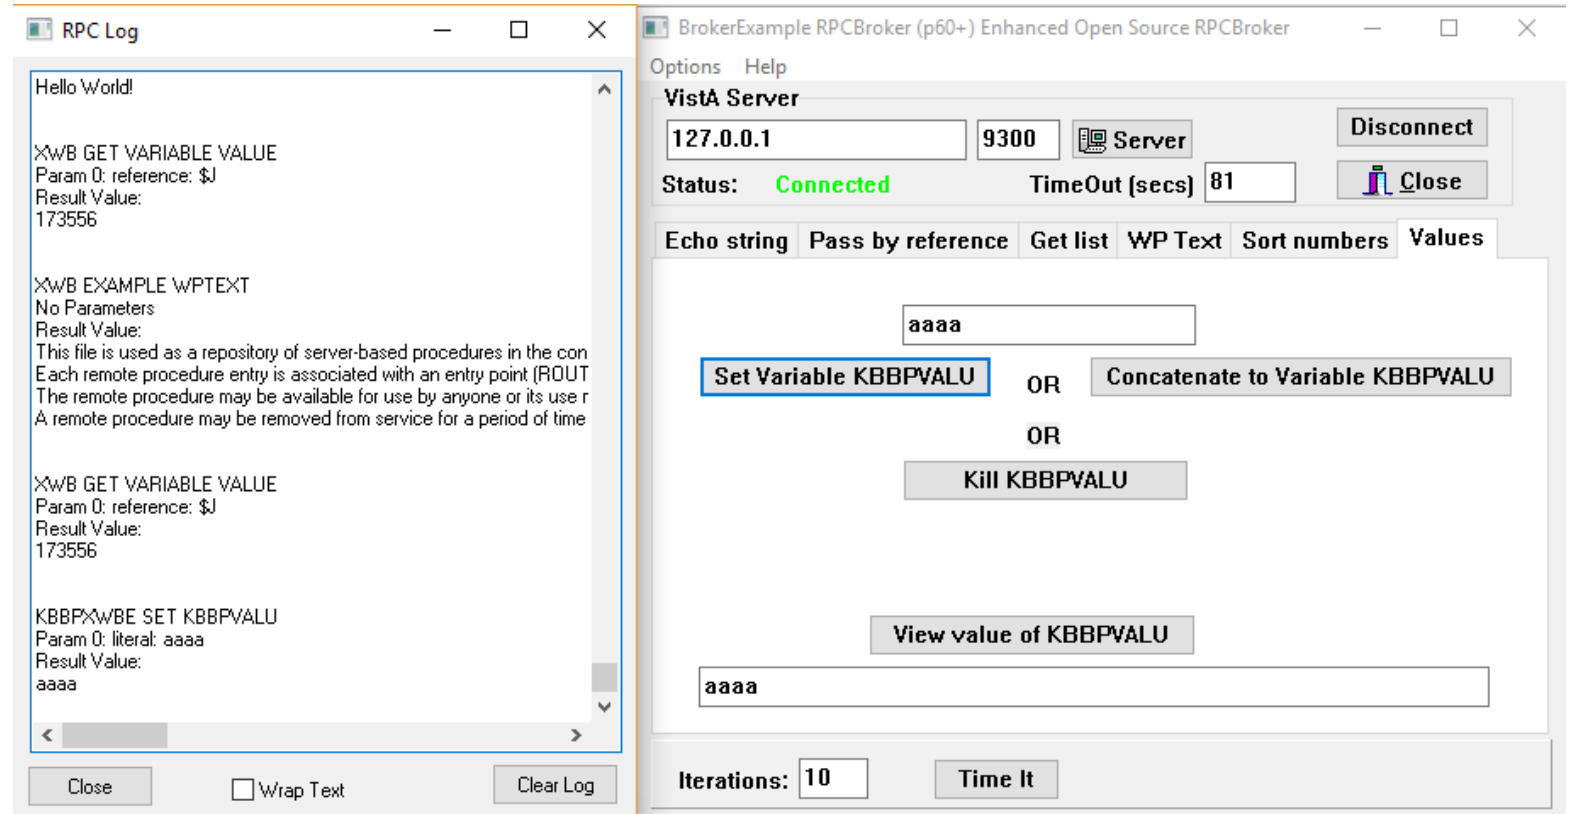 RPC Log
Hello World!
XWB GET VARIABLE VALUE
Param 0: reference: $J
Result Value:
173556
XWB EXAMPLE WPTEXT
No Parameters
Result Value:
This file is used as a repository of server-based procedures in the con
Each remote procedure entry is associated with an entry point (ROUT
The remote procedure may be available for use by anyone or its use r
A remote procedure may be removed from service for a period of time
XWB GET VARIABLE VALUE
Param 0: reference: $J
Result Value:
173556
KBBPXWBE SET KBBPVALU
Param 0: literal: aaaa
Result Value:
aaaa
Close
Wrap Text
Clear Log
BrokerExample RPCBroker (p60+) Enhanced Open Source RPCBroker
Options Help
VistA Server
127.0.0.1 9300 Server Disconnect
Status: Connected TimeOut (secs) 81 Close
Echo string Pass by reference Get list WP Text Sort numbers Values
aaaa
Set Variable KBBPVALU OR Concatenate to Variable KBBPVALU
OR
Kill KBBPVALU
View value of KBBPVALU
aaaa
Iterations: 10 Time It